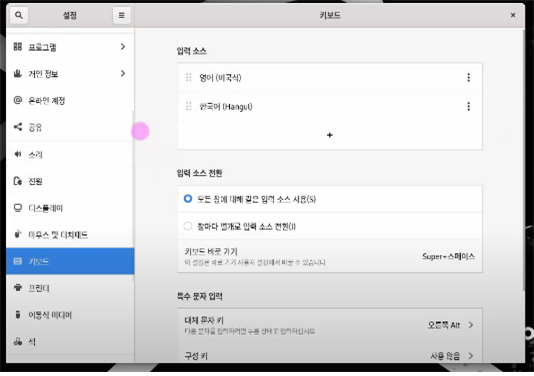 설정
키보드
프로그램
개인 정보
온라인 계정
공유
소리
전원
디스플레이
마우스 및 터치패드
키보드
프린터
이동식 미디어
색
입력 소스
영어 (미국식)
한국어 (Hangul)
입력 소스 전환
모든 창에 대해 같은 입력 소스 사용(S)
창마다 별개로 입력 소스 전환(I)
키보드 바로 가기
이 설정은 바로 가기 사용자 설정에서 바꿀 수 있습니다
Super+스페이스
특수 문자 입력
대체 문자 키
다른 문자를 입력하려면 누른 상태로 입력하십시오
오른쪽 Alt
구성 키
사용 않음